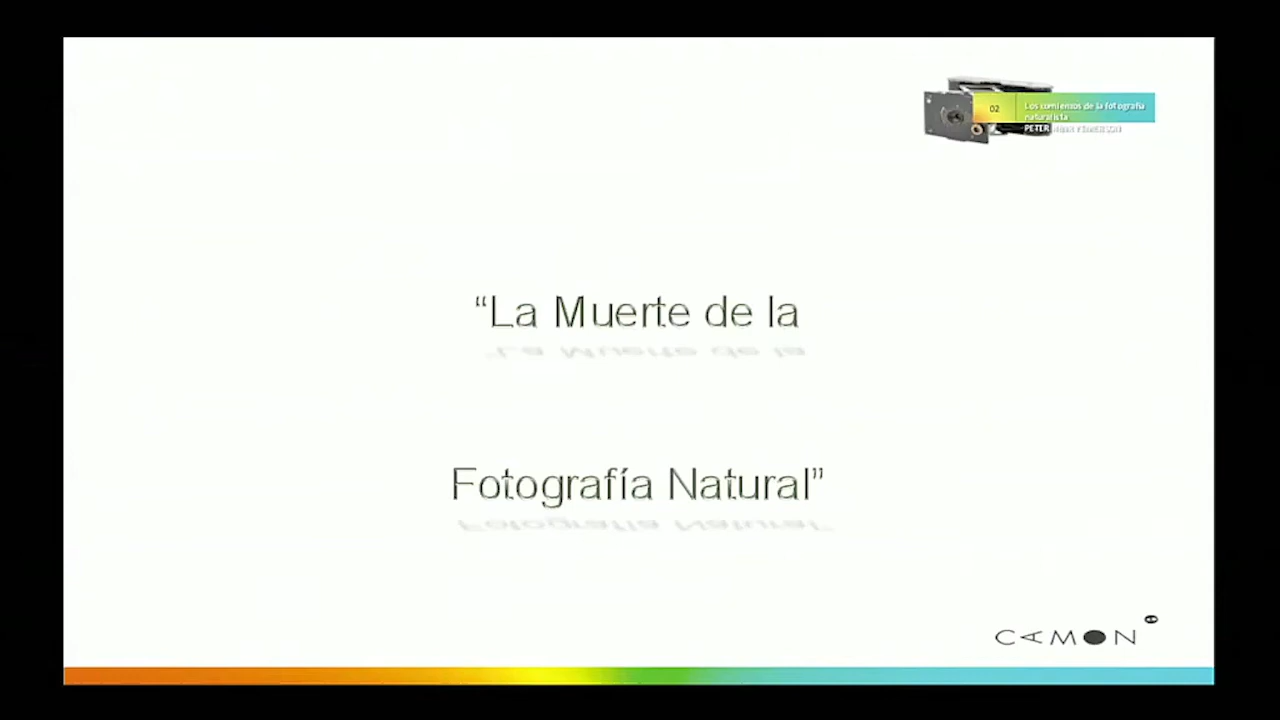 02
Los comienzos de la fotografía
naturalista
PETER
“La Muerte de la
Fotografía Natural”
CAMON